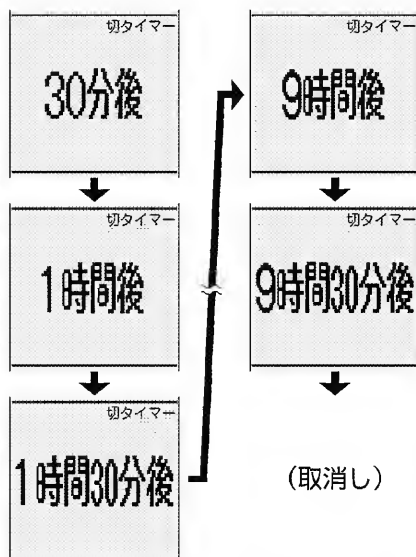 切タイマー
30分後
切タイマー
1時間後
切タイマー
1時間30分後
切タイマー
9時間後
切タイマー
9時間30分後
(取消し)